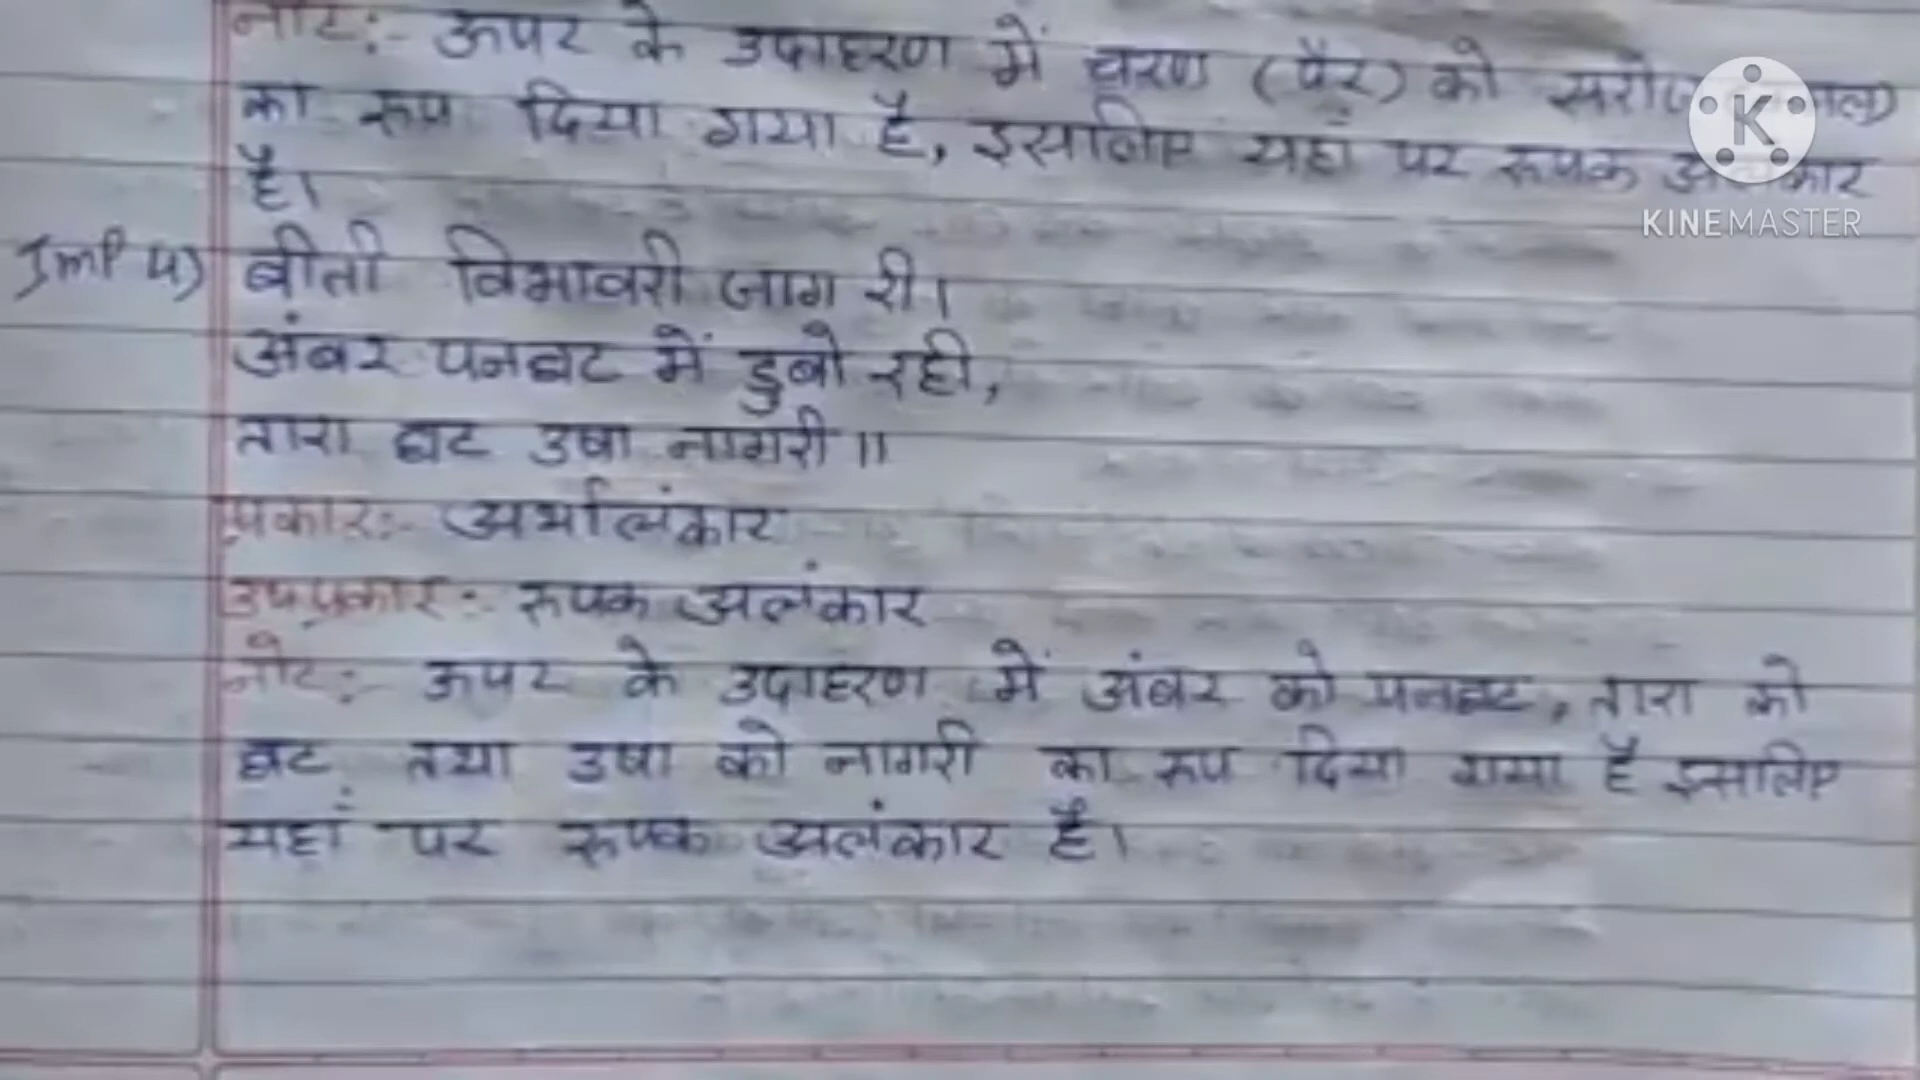 नोट:- ऊपर के उदाहरण में चरण (पैर) को सरोज
का रूप दिया गया है, इसलिए यहाँ पर रूपक अलंकार
है।
Imp 4) बीती विभावरी जाग री।
अंबर पनघट में डुबो रही,
तारा घट उषा नागरी॥
प्रकार:- अर्थालंकार
उपप्रकार:- रूपक अलंकार
नोट:- ऊपर के उदाहरण में अंबर को पनघट, तारा को
घट तथा उषा को नागरी का रूप दिया गया है इसलिए
यहां पर रूपक अलंकार है।
K
KINEMASTER